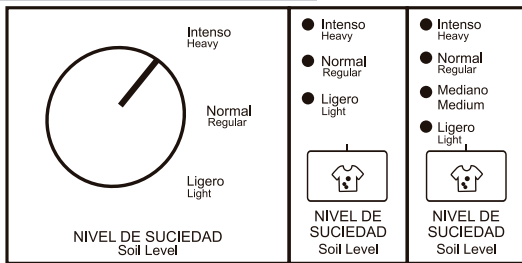 Intenso
Heavy
Normal
Regular
Ligero
Light
NIVEL DE SUCIEDAD
Soil Level
Intenso
Heavy
Normal
Regular
Ligero
Light
NIVEL DE
SUCIEDAD
Soil Level
Intenso
Heavy
Normal
Regular
Mediano
Medium
Ligero
Light
NIVEL DE
SUCIEDAD
Soil Level